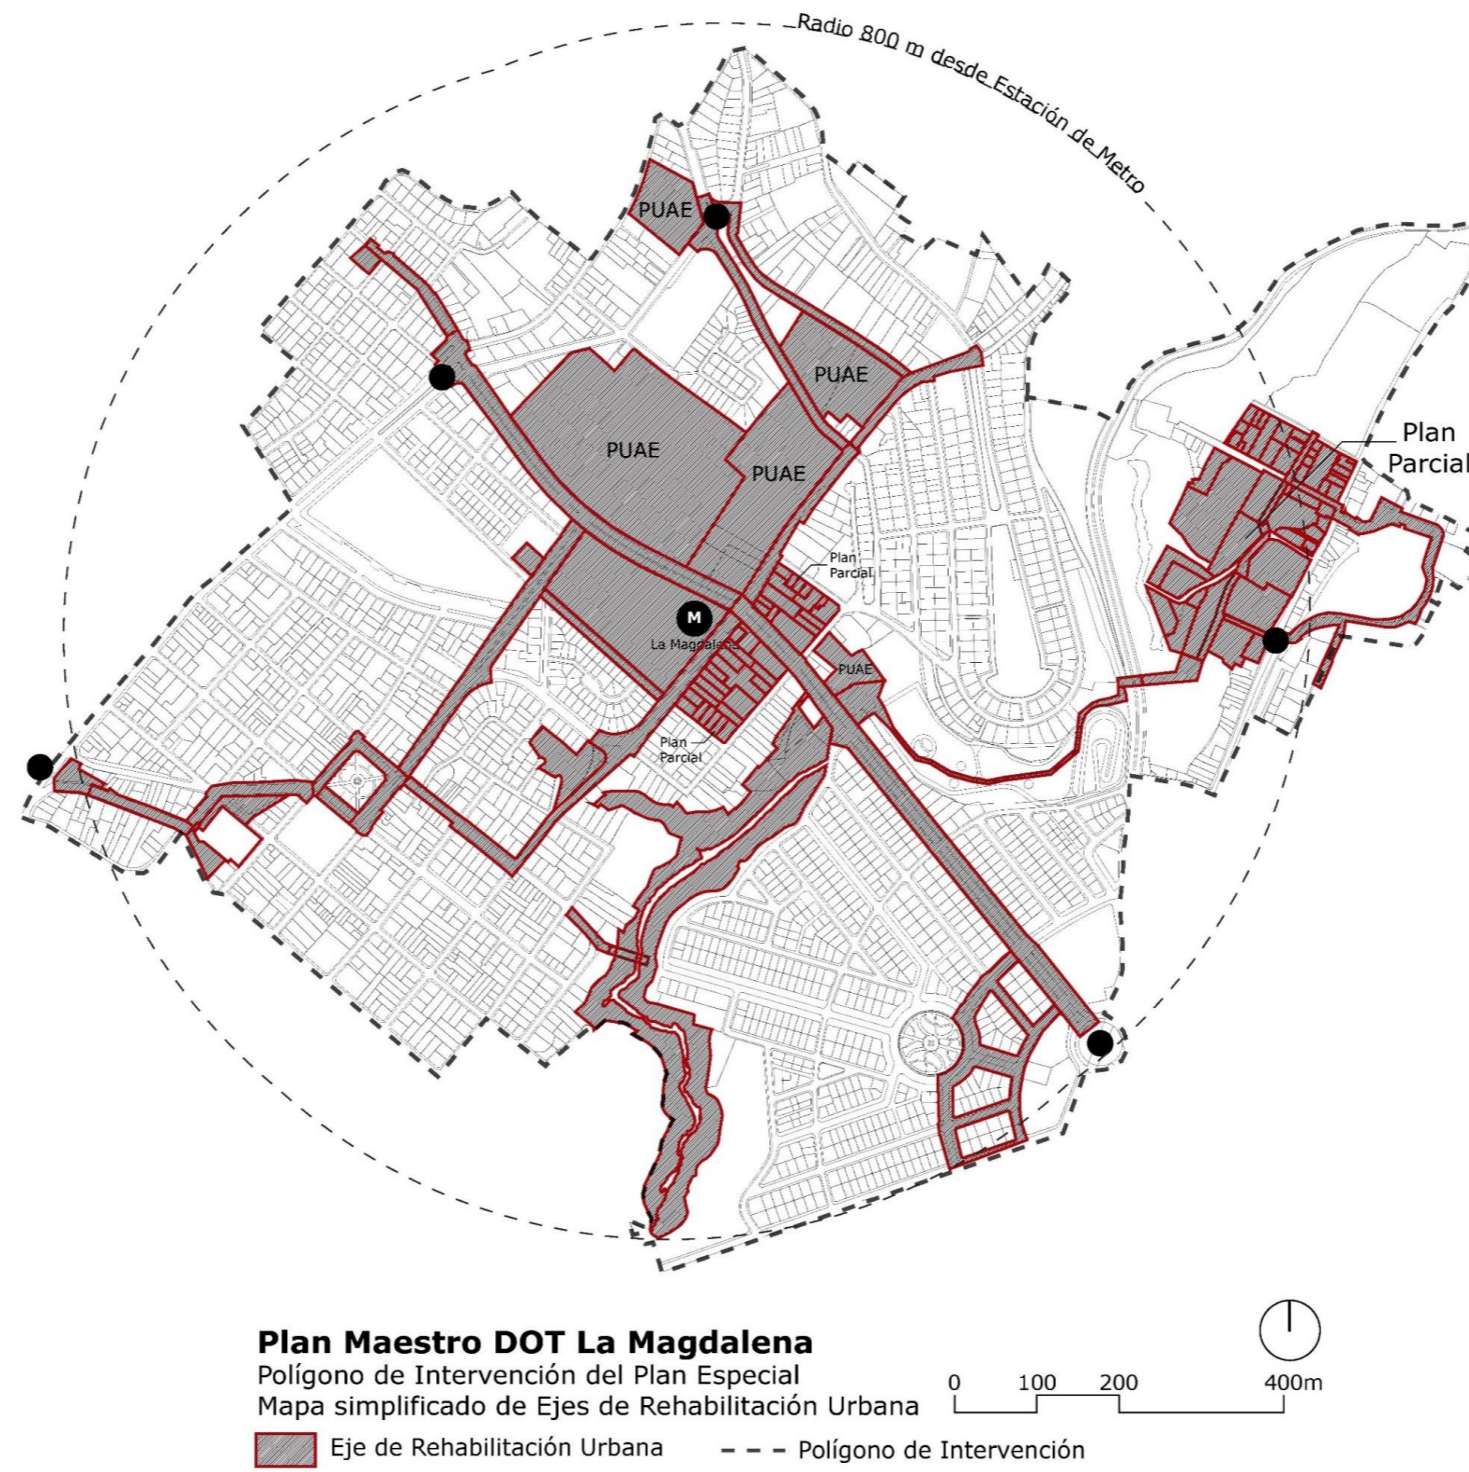 Radio 800 m desde Estación de Metro
PUAE
PUAE
PUAE
PUAE
Plan
Parcial
Plan
Parcial
M
La Magdalena
PUAE
Plan
Parcial
Plan Maestro DOT La Magdalena
Polígono de Intervención del Plan Especial
Mapa simplificado de Ejes de Rehabilitación Urbana
0 100 200 400m
Eje de Rehabilitación Urbana
Polígono de Intervención